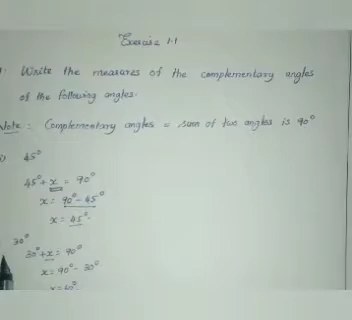 Exercise 1.1
Write the measures of the complementary angles
of the following angles.
Note : Complementary angles = sum of two angles is 90°
i) 45°
45° + x = 90°
x = 90° - 45°
x = 45°.
30°
30° + x = 90°
x = 90° - 30°
x = 60°